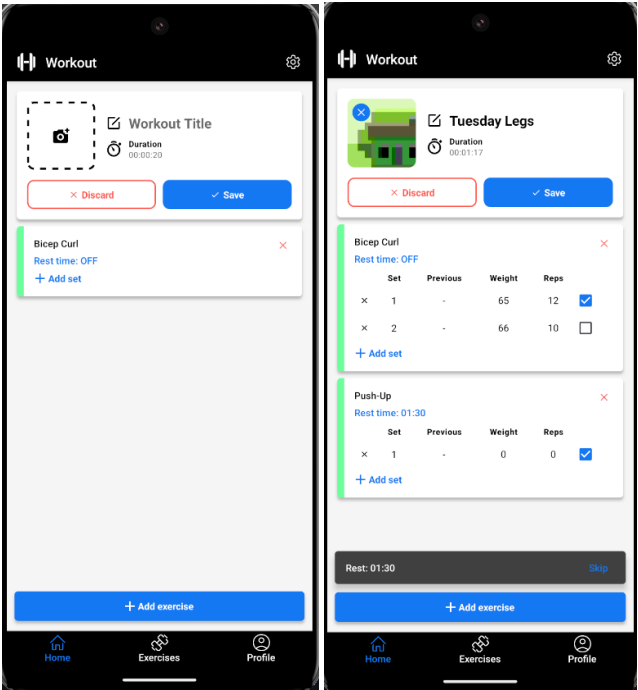 Workout
Workout Title
Duration
00:00:20
× Discard
✓ Save
Bicep Curl ×
Rest time: OFF
+ Add set
+ Add exercise
Home Exercises Profile
Workout
Tuesday Legs
Duration
00:01:17
× Discard
✓ Save
Bicep Curl ×
Rest time: OFF
Set Previous Weight Reps
× 1 - 65 12
× 2 - 66 10
+ Add set
Push-Up ×
Rest time: 01:30
Set Previous Weight Reps
× 1 - 0 0
+ Add set
Rest: 01:30 Skip
+ Add exercise
Home Exercises Profile